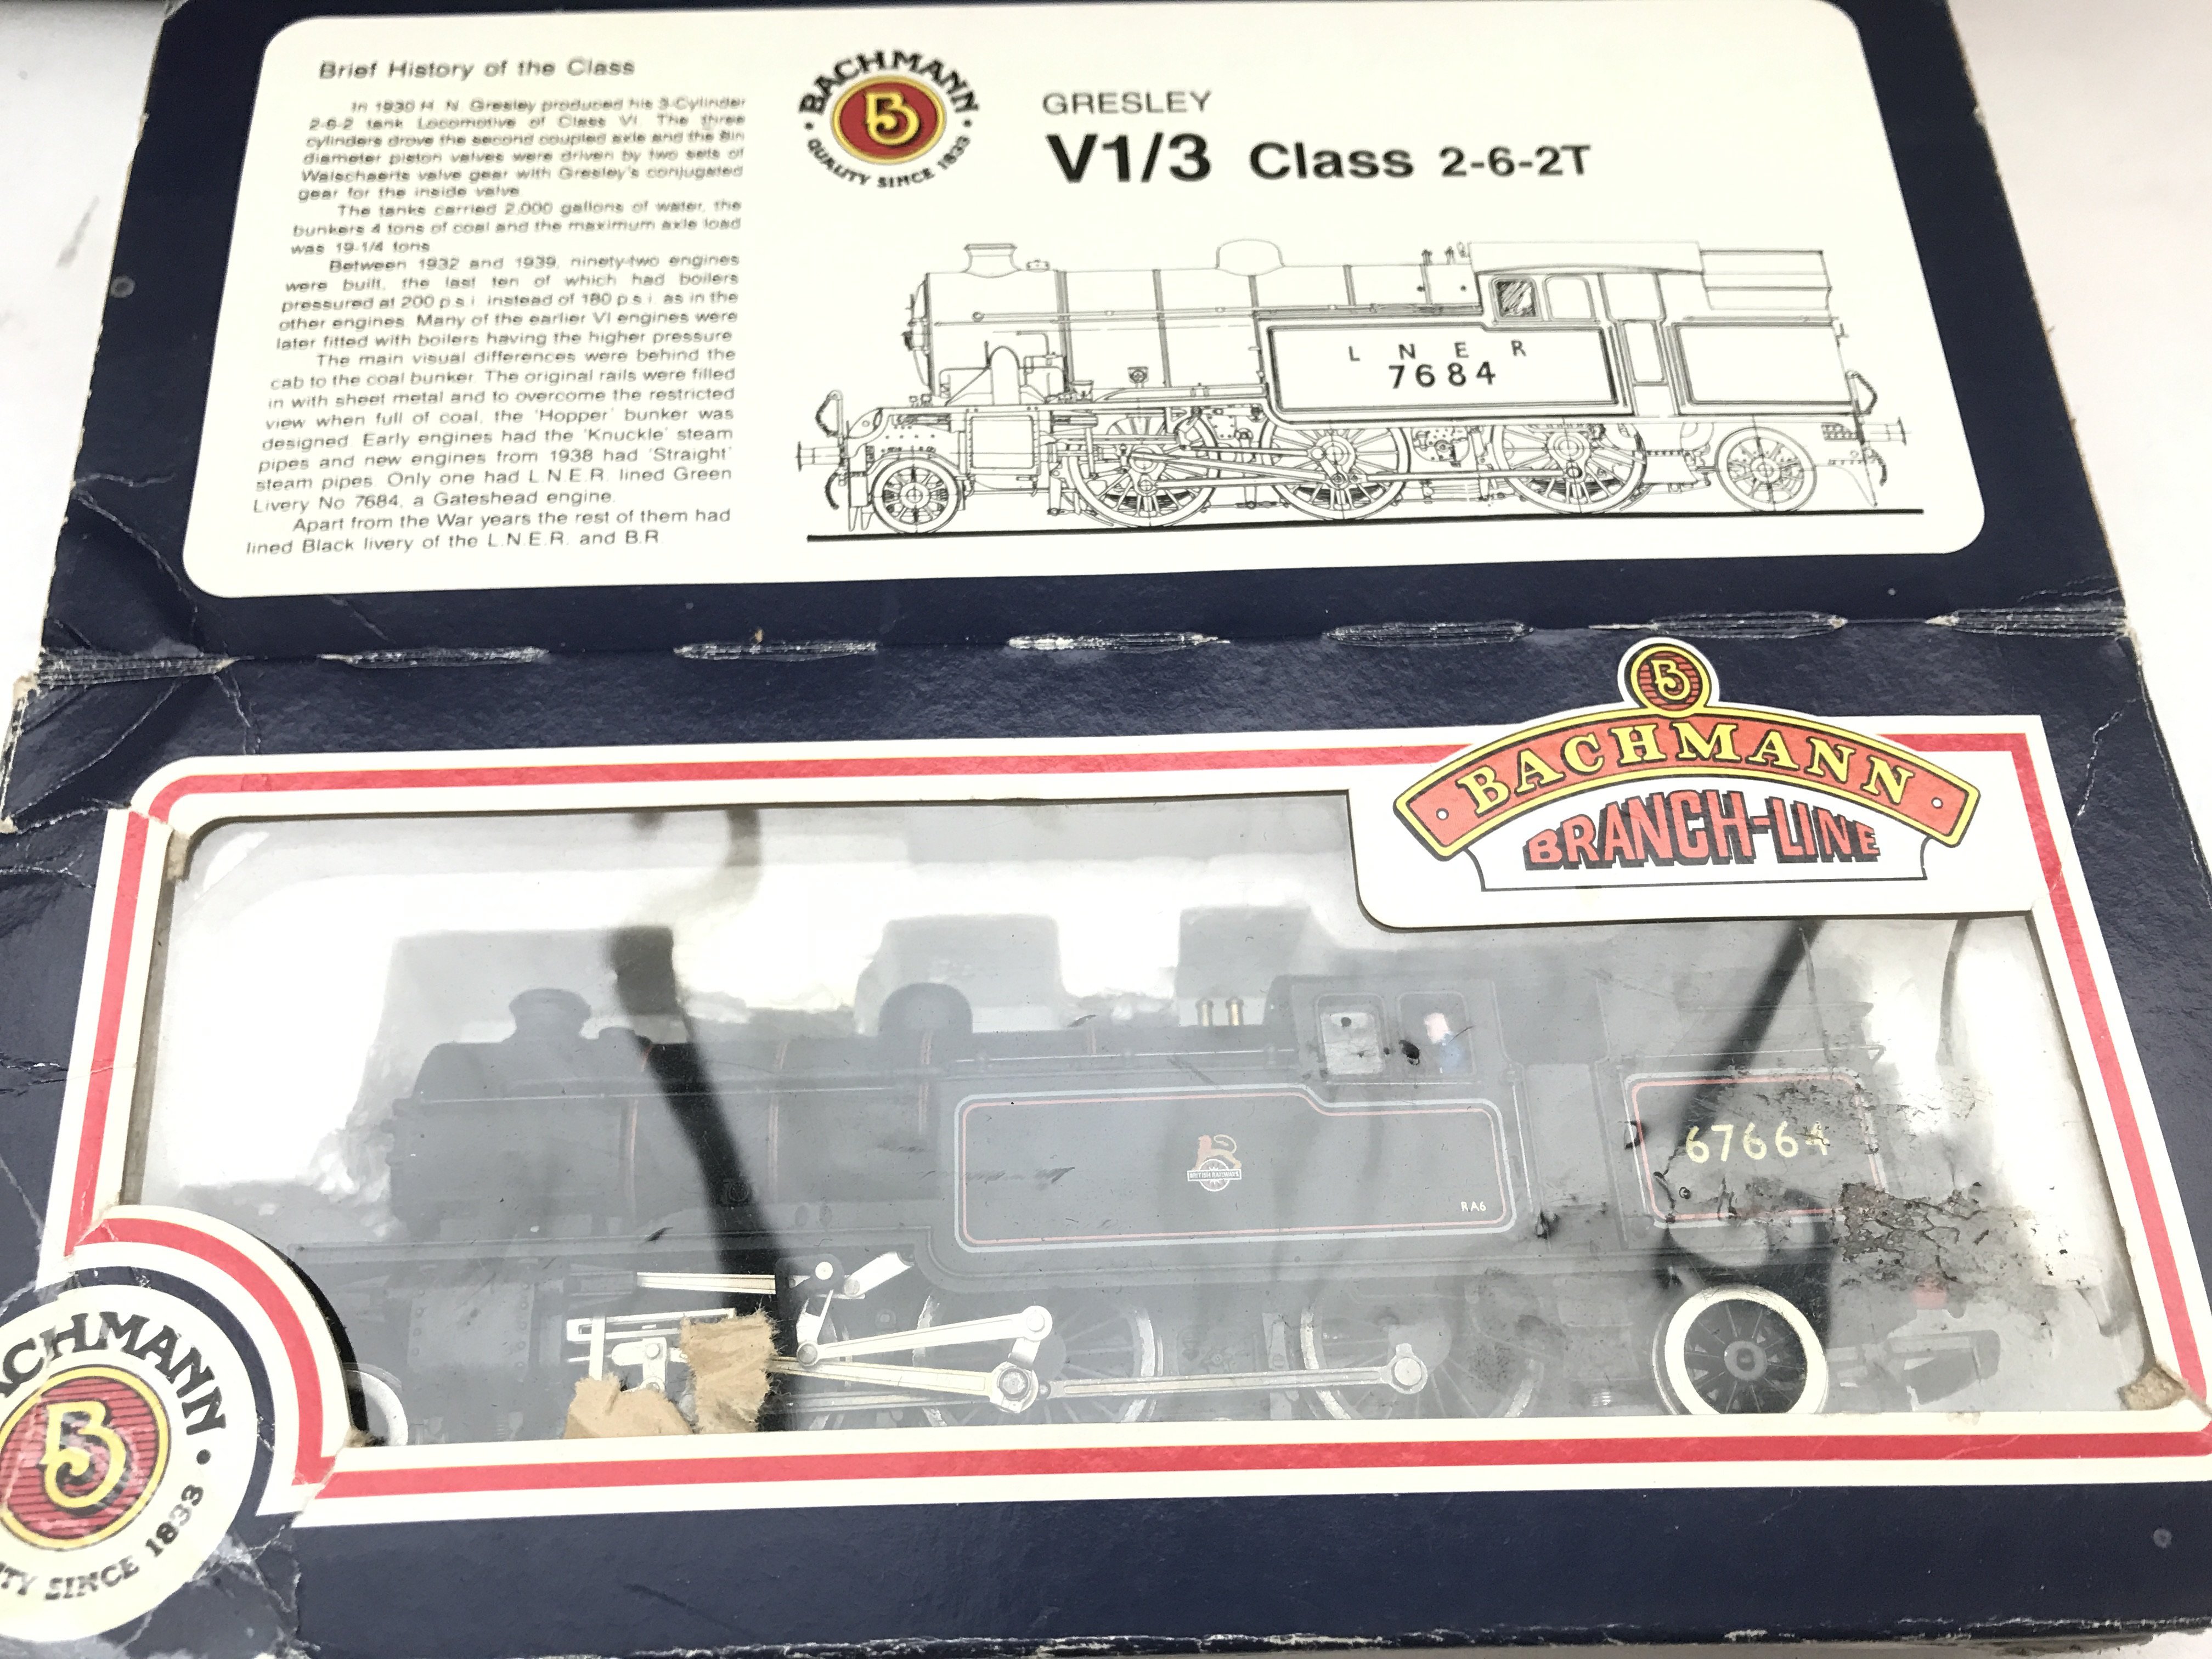 Brief History of the Class
In 1930 H. N. Gresley produced his 3-Cylinder
2-6-2 tank Locomotive of Class VI. The three
cylinders drove the second coupled axle and the 8in
diameter piston valves were driven by two sets of
Walschaerts valve gear with Gresley's conjugated
gear for the inside valve.
The tanks carried 2,000 gallons of water, the
bunkers 4 tons of coal and the maximum axle load
was 19-1/4 tons.
Between 1932 and 1939, ninety-two engines
were built, the last ten of which had boilers
pressured at 200 p.s.i. instead of 180 p.s.i. as in the
other engines. Many of the earlier VI engines were
later fitted with boilers having the higher pressure.
The main visual differences were behind the
cab to the coal bunker. The original rails were filled
in with sheet metal and to overcome the restricted
view when full of coal, the 'Hopper' bunker was
designed. Early engines had the 'Knuckle' steam
pipes and new engines from 1938 had 'Straight'
steam pipes. Only one had L.N.E.R. lined Green
Livery No 7684, a Gateshead engine.
Apart from the War years the rest of them had
lined Black livery of the L.N.E.R. and B.R.
BACHMANN
B
QUALITY SINCE 1833
GRESLEY
V1/3 Class 2-6-2T
L N E R
7684
B
BACHMANN
BRANCH-LINE
BRITISH RAILWAYS
RA6
67664
ACHMANN
B
TY SINCE 1833